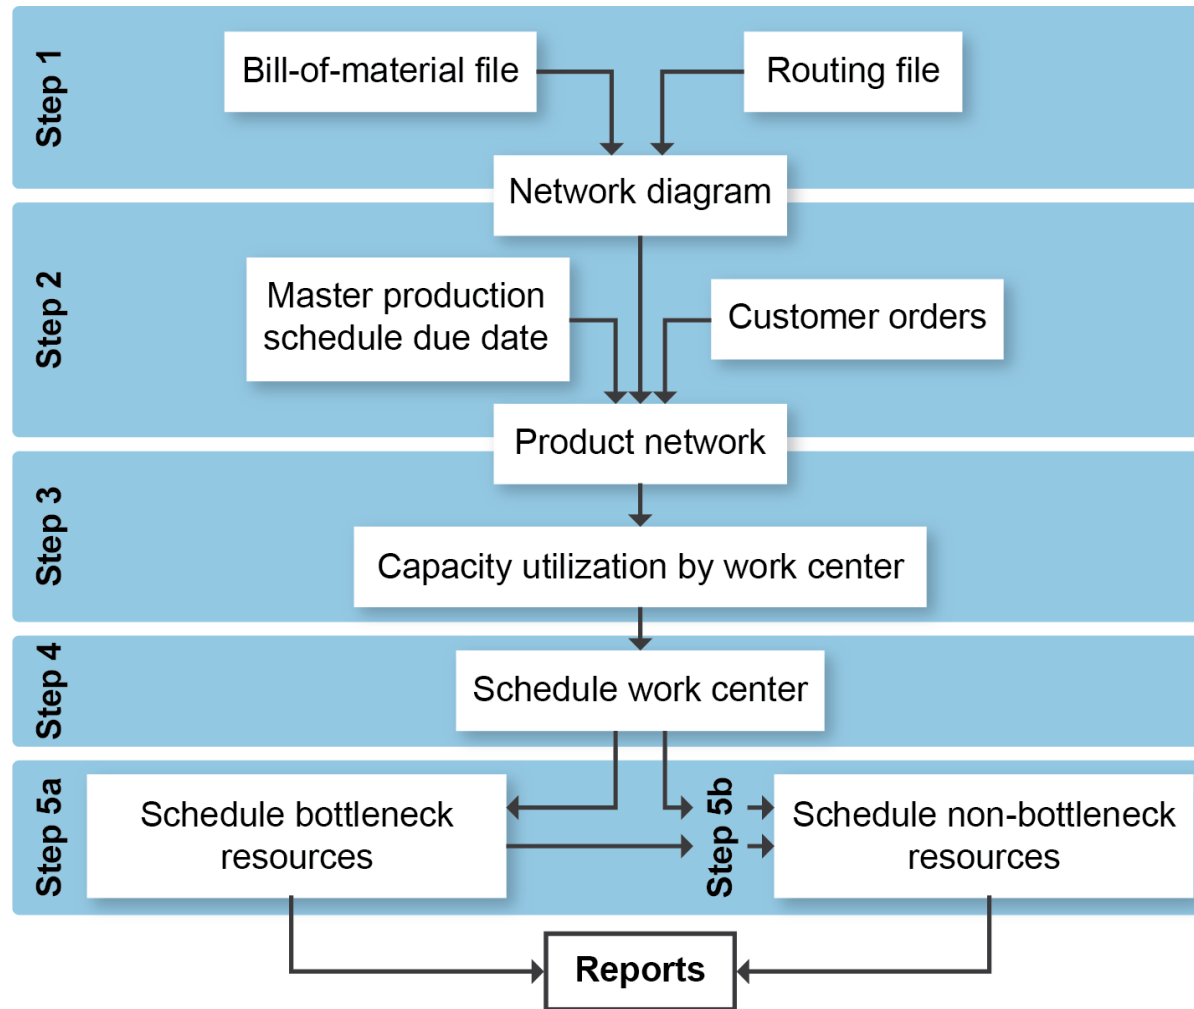 Step 1
Bill-of-material file
Routing file
Network diagram
Step 2
Master production
schedule due date
Customer orders
Product network
Step 3
Capacity utilization by work center
Step 4
Schedule work center
Step 5a
Schedule bottleneck
resources
Step 5b
Schedule non-bottleneck
resources
Reports